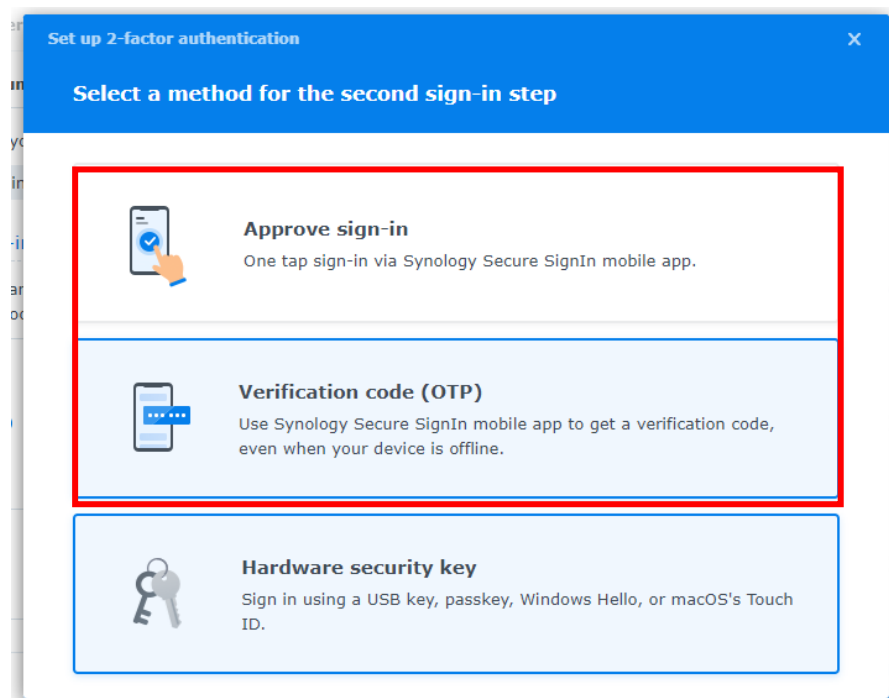 Set up 2-factor authentication
Select a method for the second sign-in step
Approve sign-in
One tap sign-in via Synology Secure SignIn mobile app.
Verification code (OTP)
Use Synology Secure SignIn mobile app to get a verification code,
even when your device is offline.
Hardware security key
Sign in using a USB key, passkey, Windows Hello, or macOS's Touch
ID.